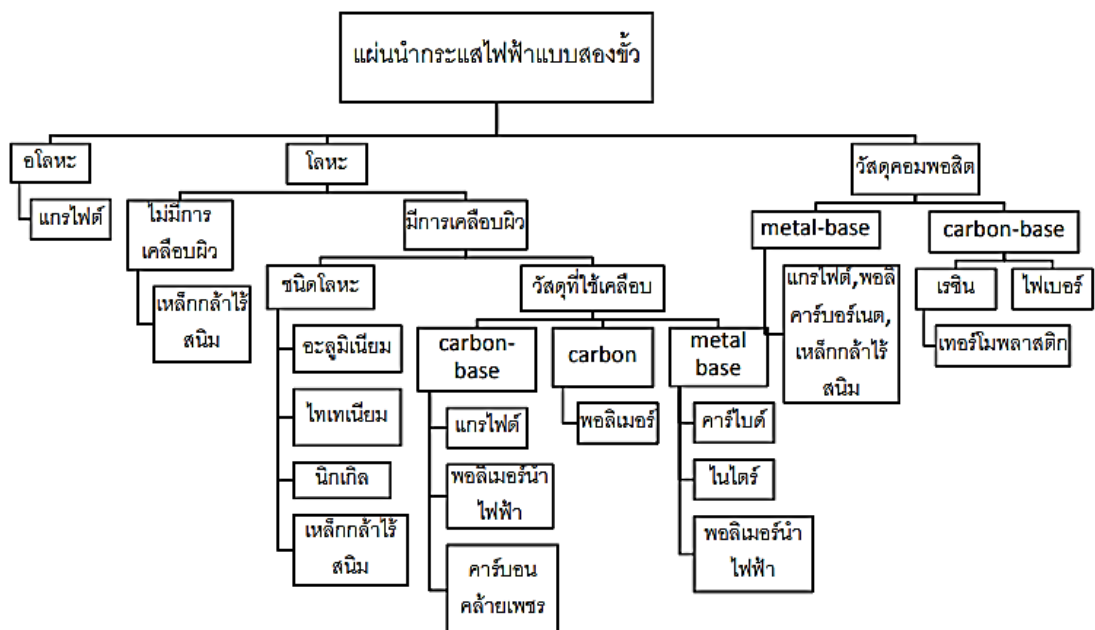 แผ่นนำกระแสไฟฟ้าแบบสองขั้ว
อโลหะ
แกรไฟต์
โลหะ
ไม่มีการ
เคลือบผิว
เหล็กกล้าไร้
สนิม
มีการเคลือบผิว
ชนิดโลหะ
อะลูมิเนียม
ไทเทเนียม
นิกเกิล
เหล็กกล้าไร้
สนิม
วัสดุที่ใช้เคลือบ
carbon-
base
แกรไฟต์
พอลิเมอร์นำ
ไฟฟ้า
คาร์บอน
คล้ายเพชร
carbon
พอลิเมอร์
metal
base
คาร์ไบด์
ไนไตร์
พอลิเมอร์นำ
ไฟฟ้า
วัสดุคอมพอสิต
metal-base
แกรไฟต์,พอลิ
คาร์บอร์เนต,
เหล็กกล้าไร้
สนิม
carbon-base
เรซิน
เทอร์โมพลาสติก
ไฟเบอร์